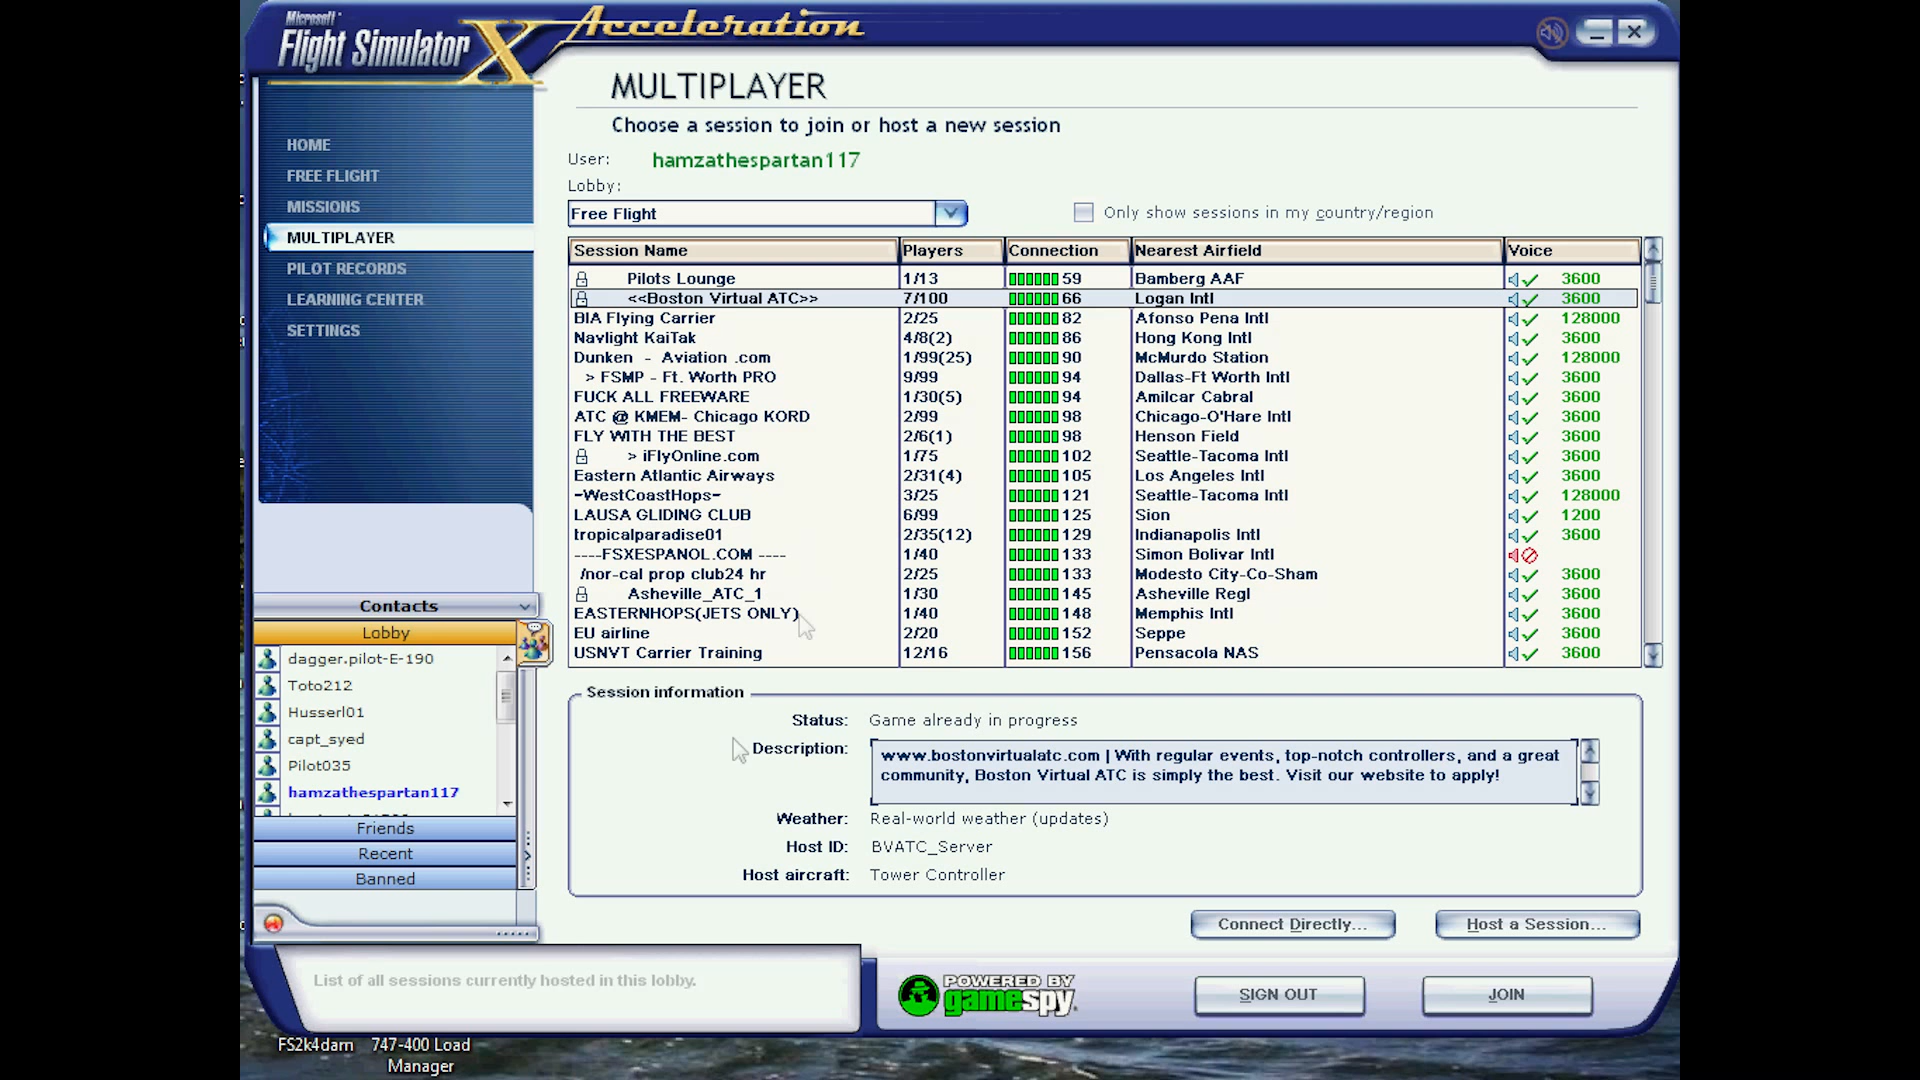 Microsoft
Flight Simulator X Acceleration
MULTIPLAYER
Choose a session to join or host a new session
User: hamzathespartan117
Lobby:
Free Flight
Only show sessions in my country/region
HOME
FREE FLIGHT
MISSIONS
MULTIPLAYER
PILOT RECORDS
LEARNING CENTER
SETTINGS
Session Name Players Connection Nearest Airfield Voice
Pilots Lounge 1/13 59 Bamberg AAF 3600
<<Boston Virtual ATC>> 7/100 66 Logan Intl 3600
BIA Flying Carrier 2/25 82 Afonso Pena Intl 128000
Navlight KaiTak 4/8(2) 86 Hong Kong Intl 3600
Dunken - Aviation .com 1/99(25) 90 McMurdo Station 128000
> FSMP - Ft. Worth PRO 9/99 94 Dallas-Ft Worth Intl 3600
FUCK ALL FREEWARE 1/30(5) 94 Amilcar Cabral 3600
ATC @ KMEM- Chicago KORD 2/99 98 Chicago-O'Hare Intl 3600
FLY WITH THE BEST 2/6(1) 98 Henson Field 3600
> iFlyOnline.com 1/75 102 Seattle-Tacoma Intl 3600
Eastern Atlantic Airways 2/31(4) 105 Los Angeles Intl 3600
~WestCoastHops~ 3/25 121 Seattle-Tacoma Intl 128000
LAUSA GLIDING CLUB 6/99 125 Sion 1200
tropicalparadise01 2/35(12) 129 Indianapolis Intl 3600
----FSXESPANOL.COM ---- 1/40 133 Simon Bolivar Intl
/nor-cal prop club24 hr 2/25 133 Modesto City-Co-Sham 3600
Asheville_ATC_1 1/30 145 Asheville Regl 3600
EASTERNHOPS(JETS ONLY) 1/40 148 Memphis Intl 3600
EU airline 2/20 152 Seppe 3600
USNVT Carrier Training 12/16 156 Pensacola NAS 3600
Contacts
Lobby
dagger.pilot-E-190
Toto212
Husserl01
capt_syed
Pilot035
hamzathespartan117
Friends
Recent
Banned
Session information
Status: Game already in progress
Description: www.bostonvirtualatc.com | With regular events, top-notch controllers, and a great
community, Boston Virtual ATC is simply the best. Visit our website to apply!
Weather: Real-world weather (updates)
Host ID: BVATC_Server
Host aircraft: Tower Controller
Connect Directly... Host a Session...
List of all sessions currently hosted in this lobby.
POWERED BY
gamespy
SIGN OUT JOIN
FS2k4dam 747-400 Load
Manager